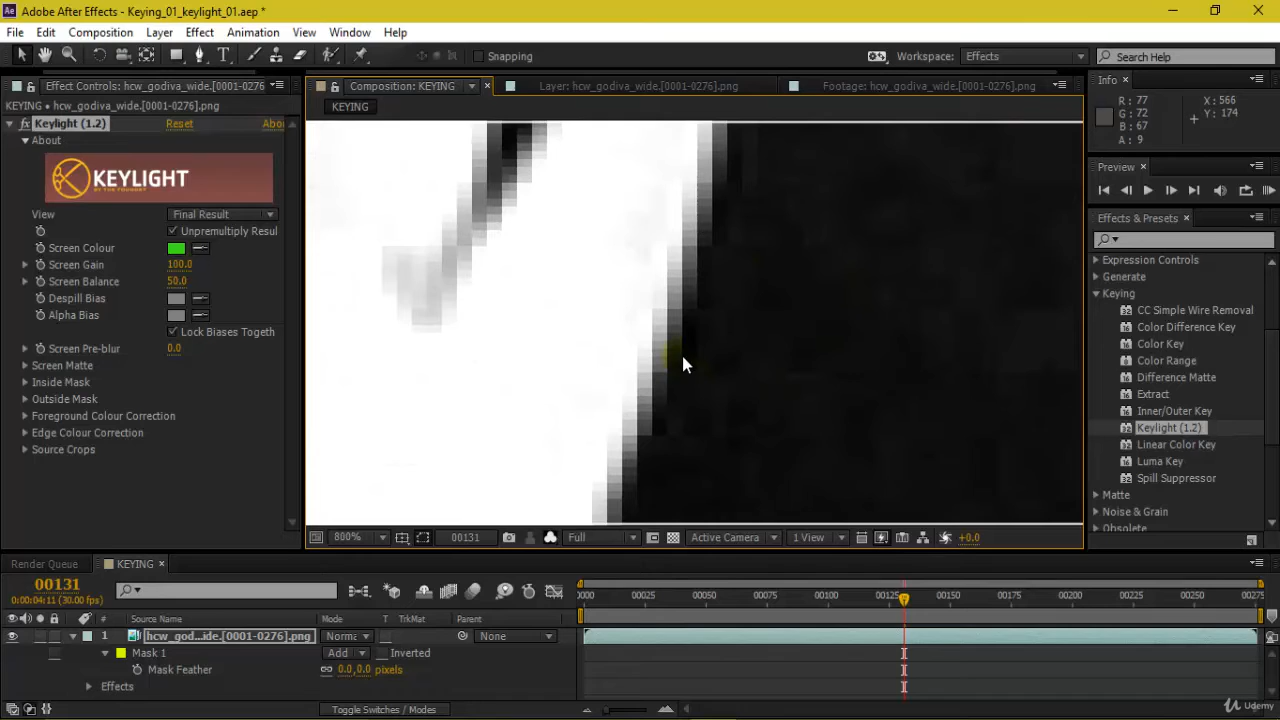 Adobe After Effects - Keying_01_keylight_01.aep *
File Edit Composition Layer Effect Animation View Window Help
Snapping Workspace: Effects Search Help
Effect Controls: hcw_godiva_wide.[0001-0276] Composition: KEYING Layer: hcw_godiva_wide.[0001-0276].png Footage: hcw_godiva_wide.[0001-0276].png Info
KEYING • hcw_godiva_wide.[0001-0276].png KEYING
fx Keylight (1.2) Reset Abou
About
KEYLIGHT
BY THE FOUNDRY
View Final Result
Unpremultiply Resul
Screen Colour
Screen Gain 100.0
Screen Balance 50.0
Despill Bias
Alpha Bias
Lock Biases Togeth
Screen Pre-blur 0.0
Screen Matte
Inside Mask
Outside Mask
Foreground Colour Correction
Edge Colour Correction
Source Crops
R: 77 X: 566
G: 72 Y: 174
B: 67
A: 9
Preview
Effects & Presets
Expression Controls
Generate
Keying
CC Simple Wire Removal
Color Difference Key
Color Key
Color Range
Difference Matte
Extract
Inner/Outer Key
Keylight (1.2)
Linear Color Key
Luma Key
Spill Suppressor
Matte
Noise & Grain
Obsolete
800% 00131 Full Active Camera 1 View +0.0
Render Queue KEYING
00131
0:00:04:11 (30.00 fps)
0000 00025 00050 00075 00100 00125 00150 00175 00200 00225 00250 00275
# Source Name Mode T TrkMat Parent
1 hcw_god...ide.[0001-0276].png Norma None
Mask 1 Add Inverted
Mask Feather 0.0,0.0 pixels
Effects
Toggle Switches / Modes
Udemy